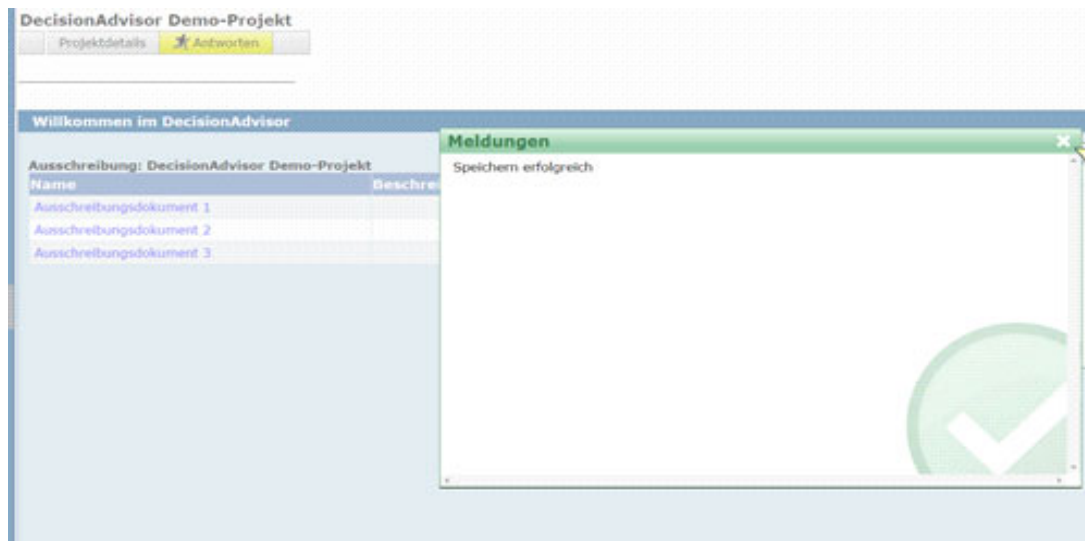 DecisionAdvisor Demo-Projekt
Projektdetails Antworten
Willkommen im DecisionAdvisor
Meldungen
Speichern erfolgreich
Ausschreibung: DecisionAdvisor Demo-Projekt
Name
Ausschreibungsdokument 1
Ausschreibungsdokument 2
Ausschreibungsdokument 3